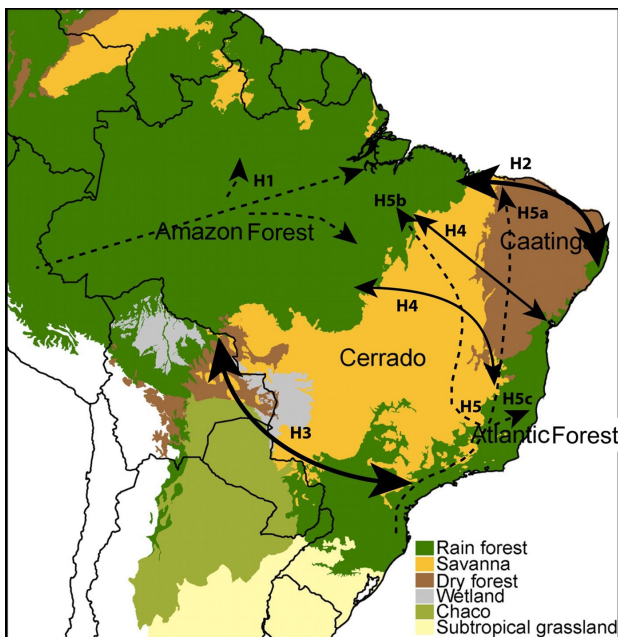 H2
H1
H5b
H5a
Amazon Forest
H4
Caatinga
H4
Cerrado
H5
H5c
H3
Atlantic Forest
Rain forest
Savanna
Dry forest
Wetland
Chaco
Subtropical grassland